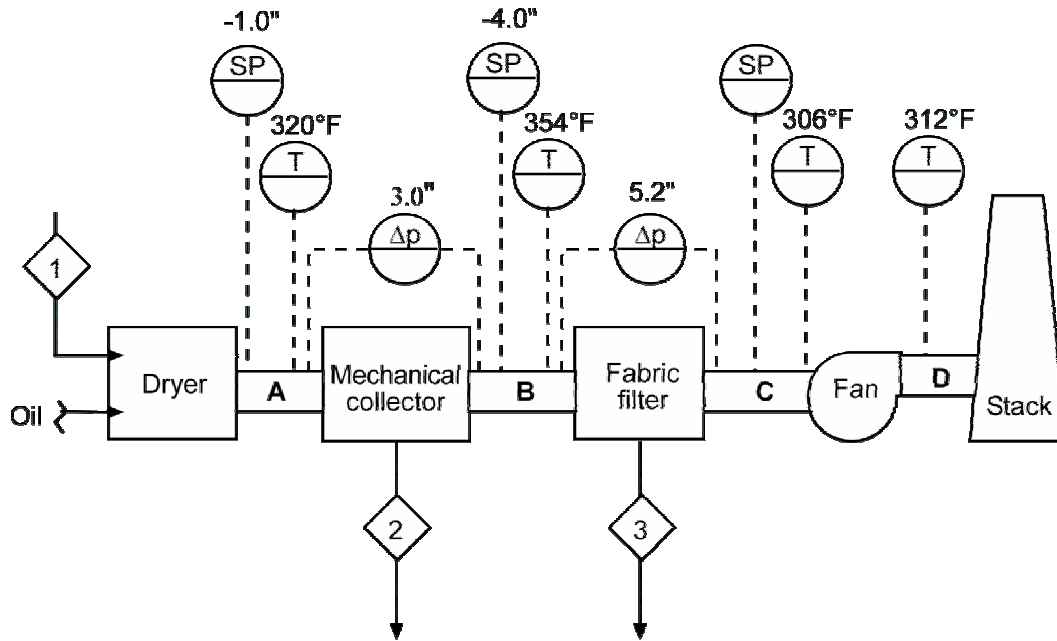 -1.0"
-4.0"
SP
SP
SP
320°F
354°F
306°F
312°F
T
T
T
T
3.0"
5.2"
Δp
Δp
1
Dryer
A
Mechanical
collector
B
Fabric
filter
C
Fan
D
Stack
Oil
2
3